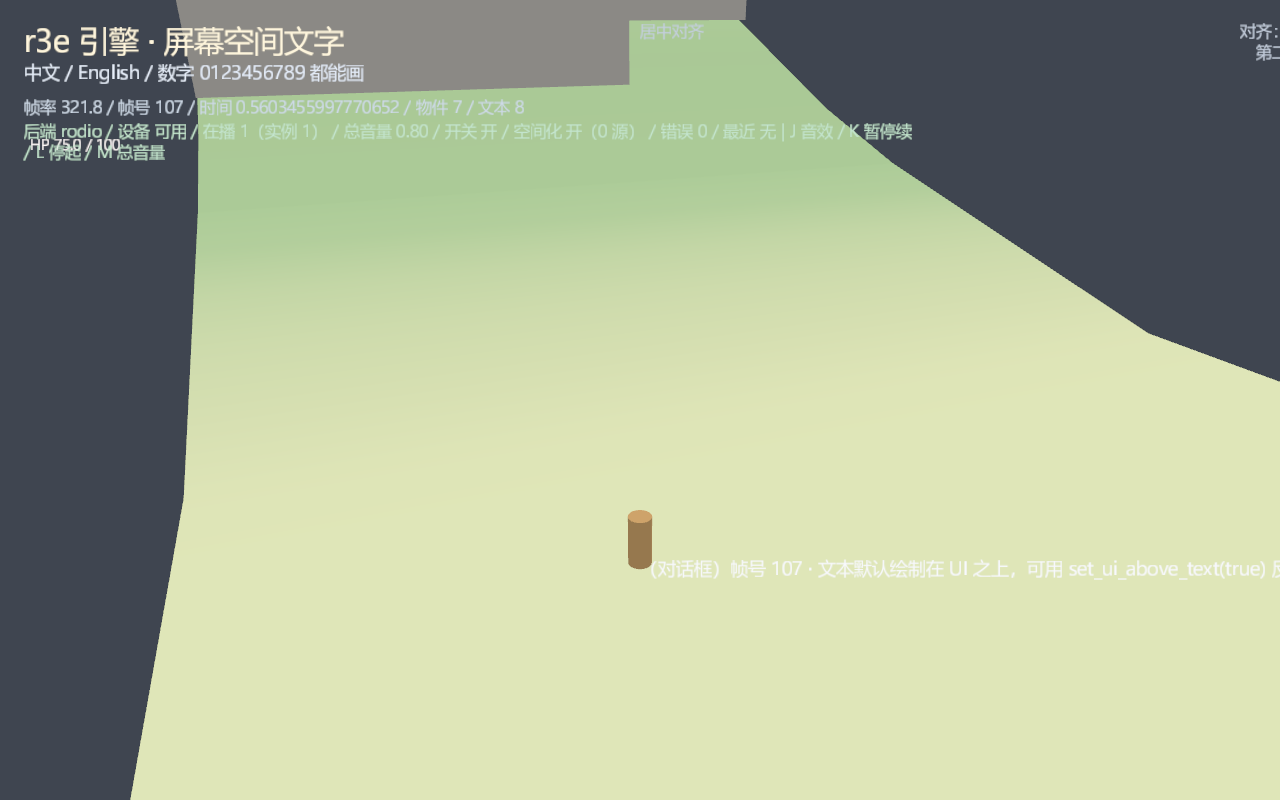 r3e 引擎 · 屏幕空间文字
居中对齐
对齐:
第二
中文 / English / 数字 0123456789 都能画
帧率 321.8 / 帧号 107 / 时间 0.5603455997770652 / 物件 7 / 文本 8
后端 rodio / 设备 可用 / 在播 1（实例 1） / 总音量 0.80 / 开关 开 / 空间化 开（0 源） / 错误 0 / 最近 无 | J 音效 / K 暂停续
HP 75.0 / 100
/ L 停起 / M 总音量
（对话框）帧号 107 · 文本默认绘制在 UI 之上，可用 set_ui_above_text(true)